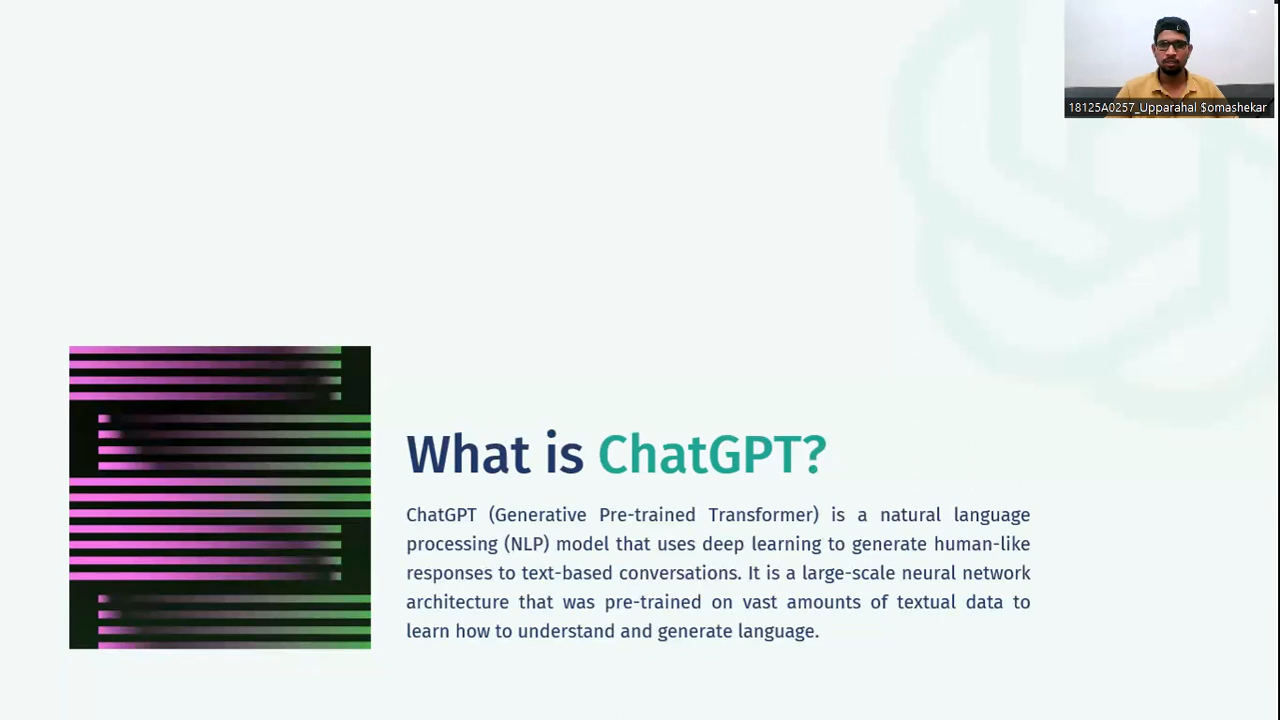 18125A0257_Upparahal Somashekar
What is ChatGPT?
ChatGPT (Generative Pre-trained Transformer) is a natural language
processing (NLP) model that uses deep learning to generate human-like
responses to text-based conversations. It is a large-scale neural network
architecture that was pre-trained on vast amounts of textual data to
learn how to understand and generate language.